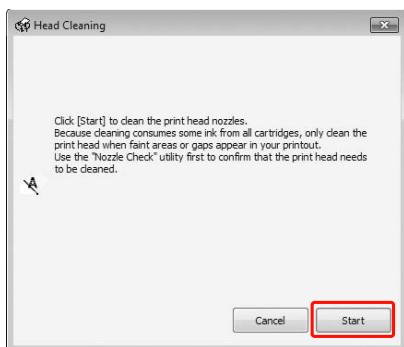 Head Cleaning
Click [Start] to clean the print head nozzles.
Because cleaning consumes some ink from all cartridges, only clean the
print head when faint areas or gaps appear in your printout.
Use the "Nozzle Check" utility first to confirm that the print head needs
to be cleaned.
A
Cancel Start